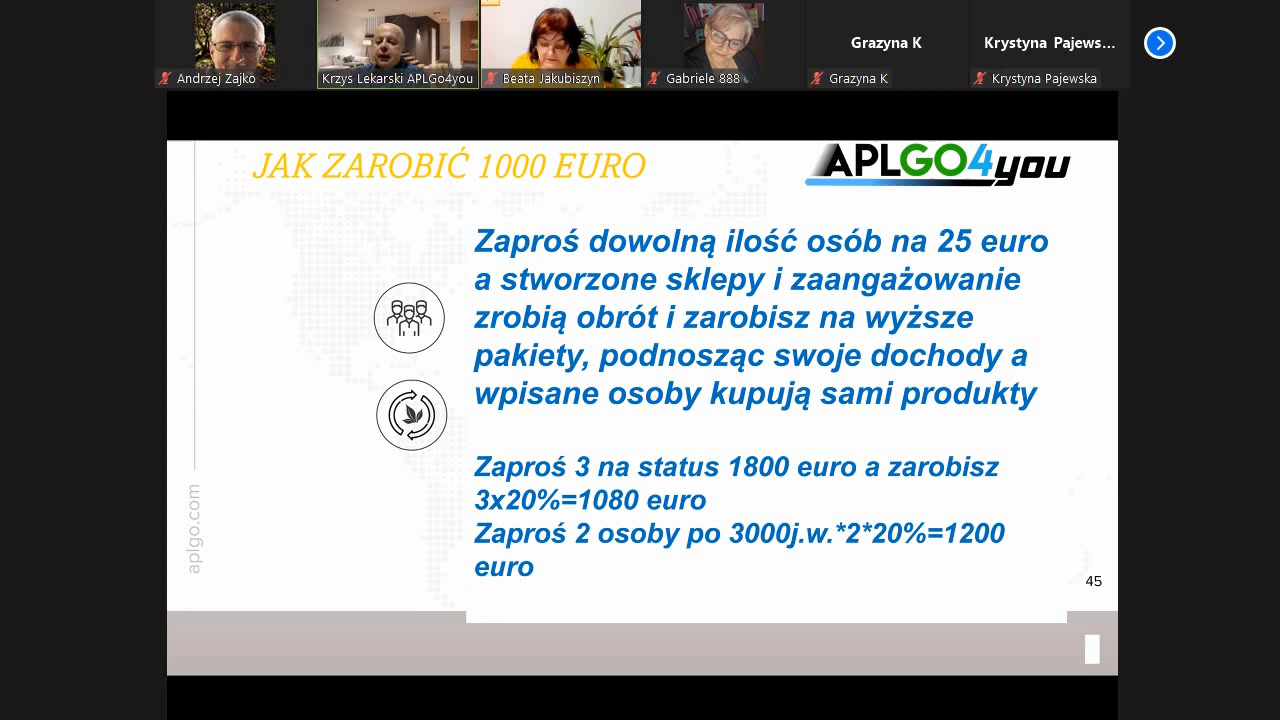 Grazyna K
Krystyna Pajews...
Andrzej Zajko
Krzys Lekarski APLGo4you
Beata Jakubiszyn
Gabriele 888
Grazyna K
Krystyna Pajewska
JAK ZAROBIĆ 1000 EURO
APLGO4you
Zaproś dowolną ilość osób na 25 euro
a stworzone sklepy i zaangażowanie
zrobią obrót i zarobisz na wyższe
pakiety, podnosząc swoje dochody a
wpisane osoby kupują sami produkty
Zaproś 3 na status 1800 euro a zarobisz
3x20%=1080 euro
Zaproś 2 osoby po 3000j.w.*2*20%=1200
euro
aplgo.com
45